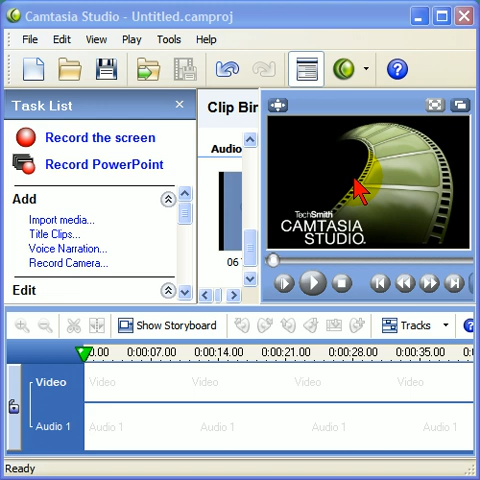 Camtasia Studio - Untitled.camproj
File Edit View Play Tools Help
Task List
Record the screen
Record PowerPoint
Add
Import media...
Title Clips...
Voice Narration...
Record Camera...
Edit
Clip Bin
Audio
06
TechSmith
CAMTASIA
STUDIO.
Show Storyboard Tracks
0.00 0:00:07.00 0:00:14.00 0:00:21.00 0:00:28.00 0:00:35.00
Video Video Video Video Video
Audio 1 Audio 1 Audio 1 Audio 1 Audio 1
Ready